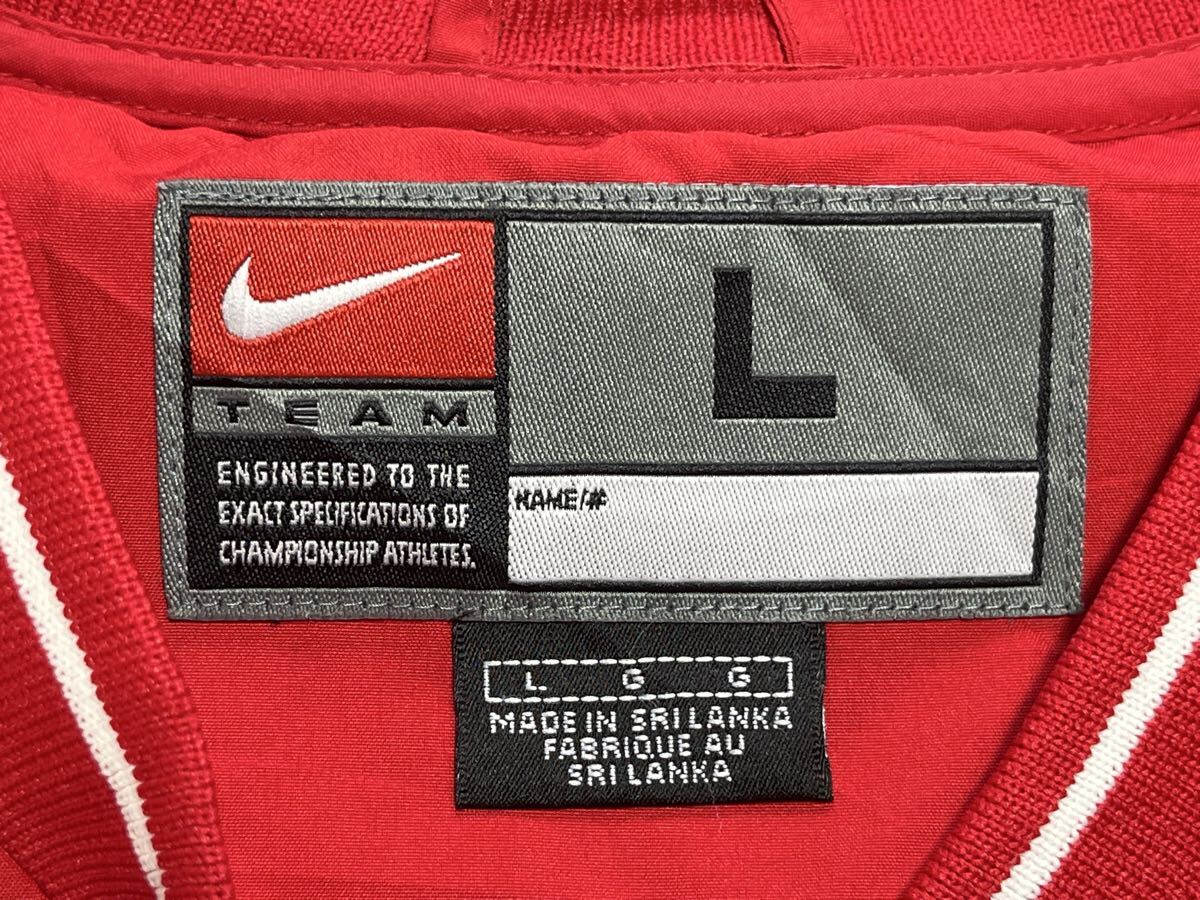 TEAM
ENGINEERED TO THE
EXACT SPECIFICATIONS OF
CHAMPIONSHIP ATHLETES.
L
NAME/#
L G G
MADE IN SRI LANKA
FABRIQUE AU
SRI LANKA